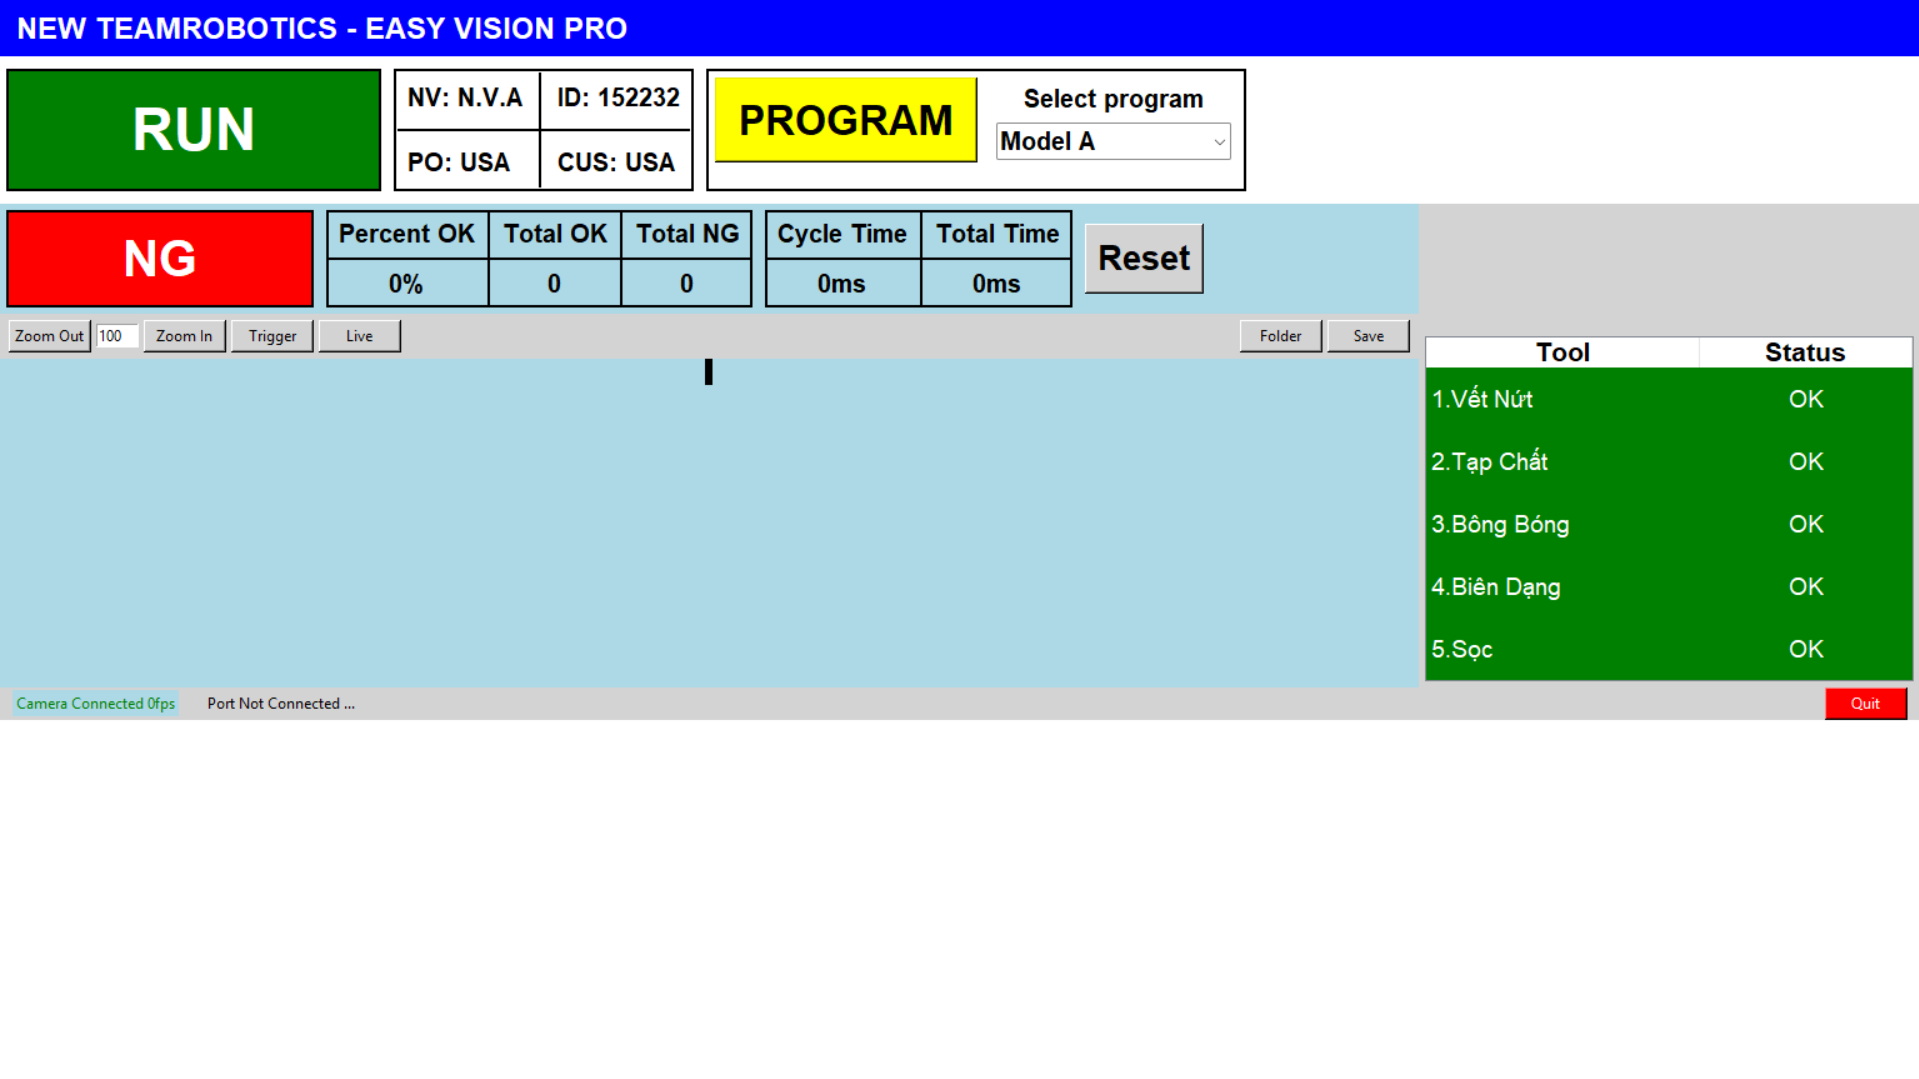 NEW TEAMROBOTICS - EASY VISION PRO
RUN
NV: N.V.A
ID: 152232
PO: USA
CUS: USA
PROGRAM
Select program
Model A
NG
Percent OK
Total OK
Total NG
0%
0
0
Cycle Time
Total Time
0ms
0ms
Reset
Zoom Out
100
Zoom In
Trigger
Live
Folder
Save
Tool
Status
1.Vết Nứt
OK
2.Tạp Chất
OK
3.Bông Bóng
OK
4.Biên Dạng
OK
5.Sọc
OK
Camera Connected 0fps
Port Not Connected ...
Quit